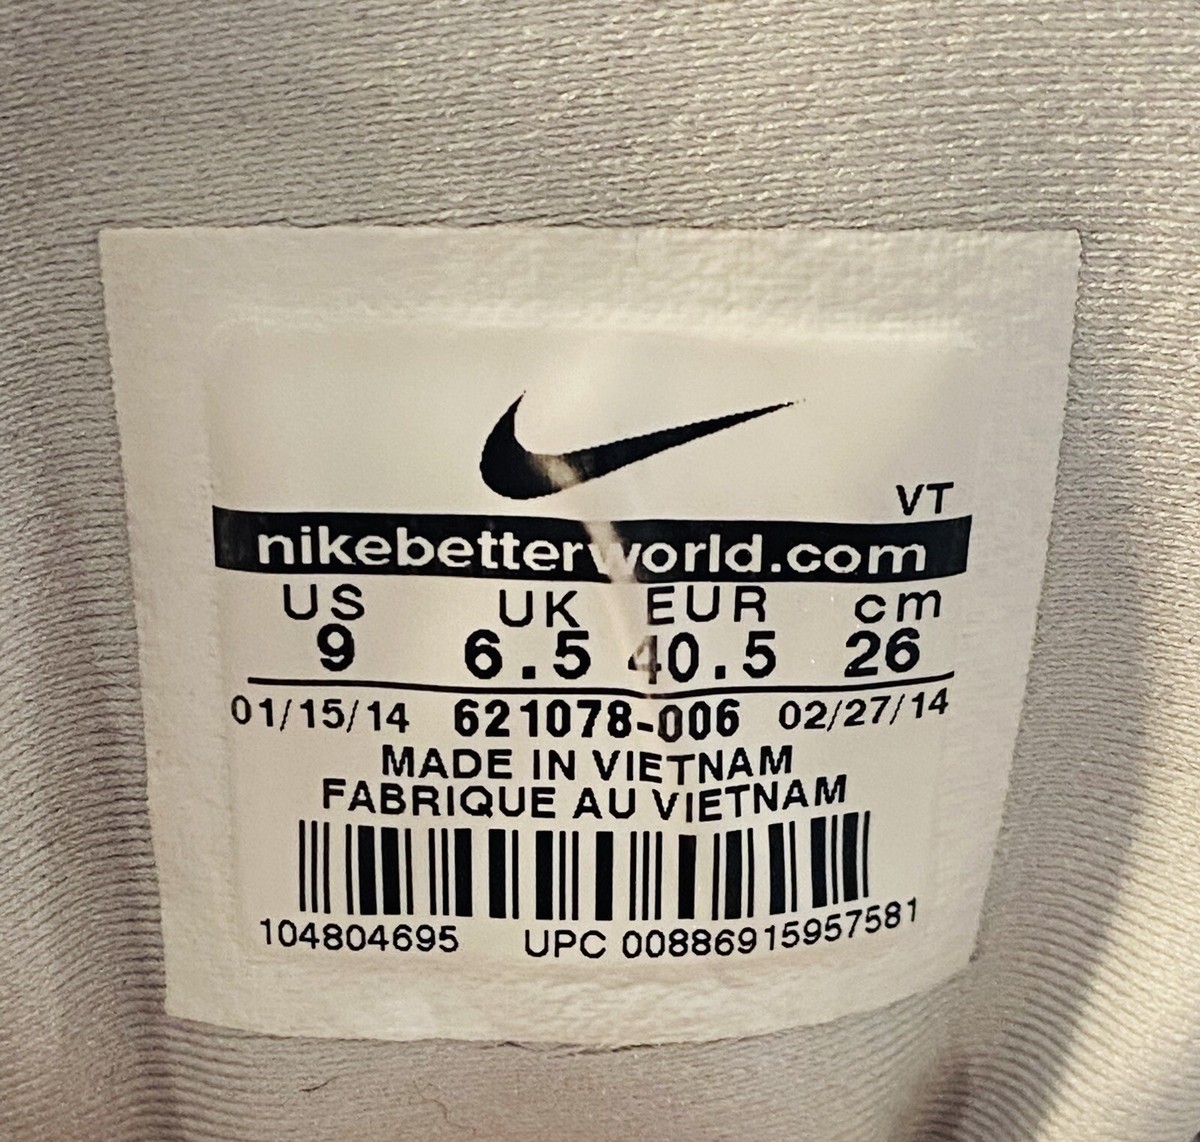 VT
nikebetterworld.com
US UK EUR cm
9 6.5 40.5 26
01/15/14 621078-006 02/27/14
MADE IN VIETNAM
FABRIQUE AU VIETNAM
104804695 UPC 00886915957581